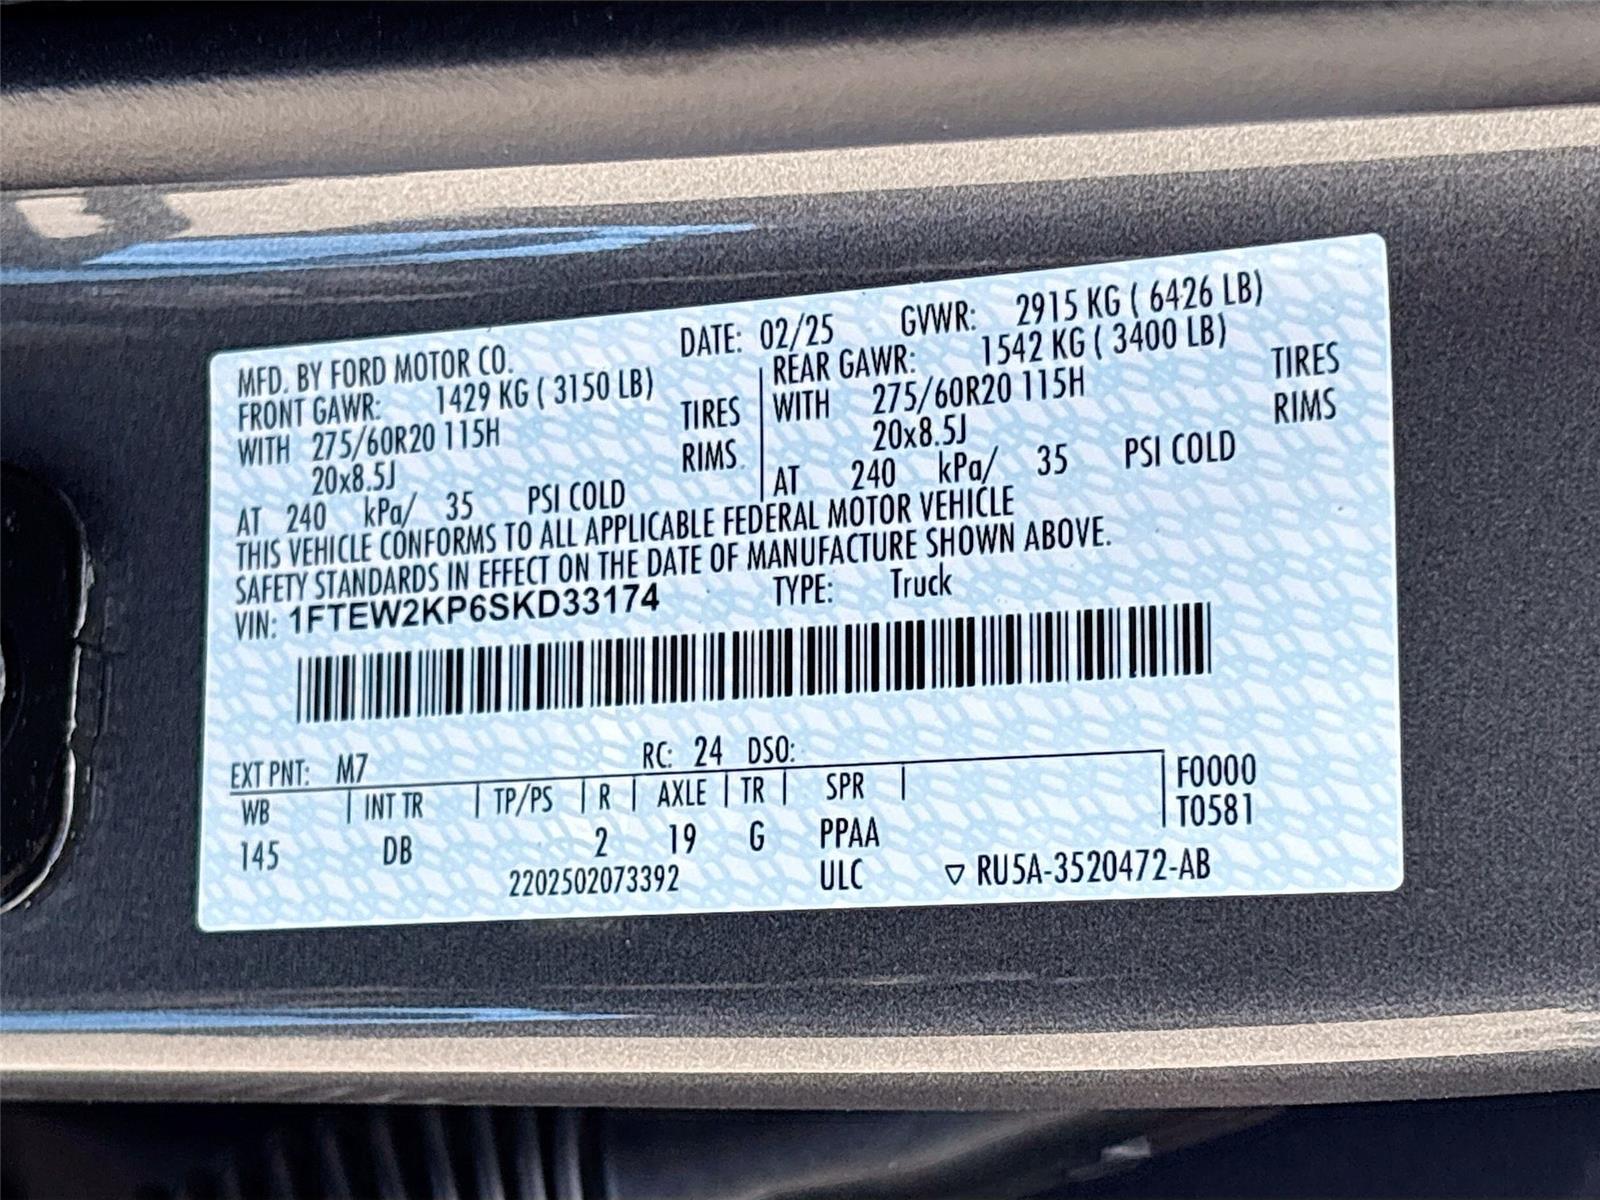 MFD. BY FORD MOTOR CO. DATE: 02/25 GVWR: 2915 KG ( 6426 LB)
FRONT GAWR: 1429 KG ( 3150 LB)
WITH 275/60R20 115H TIRES
20x8.5J RIMS
AT 240 kPa/ 35 PSI COLD
REAR GAWR: 1542 KG ( 3400 LB)
WITH 275/60R20 115H TIRES
20x8.5J RIMS
AT 240 kPa/ 35 PSI COLD
THIS VEHICLE CONFORMS TO ALL APPLICABLE FEDERAL MOTOR VEHICLE
SAFETY STANDARDS IN EFFECT ON THE DATE OF MANUFACTURE SHOWN ABOVE.
VIN: 1FTEW2KP6SKD33174 TYPE: Truck
EXT PNT: M7 RC: 24 DSO:
WB INT TR TP/PS R AXLE TR SPR F0000
145 DB 2 19 G PPAA T0581
2202502073392 ULC ▽ RU5A-3520472-AB